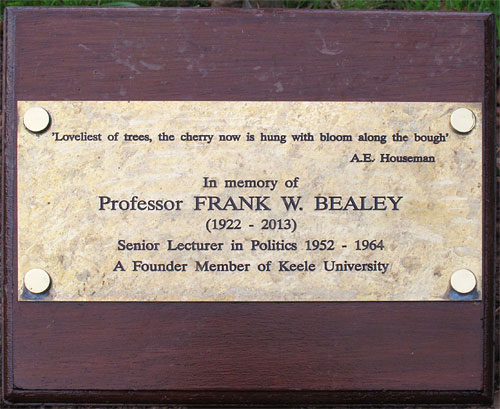 'Loveliest of trees, the cherry now is hung with bloom along the bough'
A.E. Houseman
In memory of
Professor FRANK W. BEALEY
(1922 - 2013)
Senior Lecturer in Politics 1952 - 1964
A Founder Member of Keele University